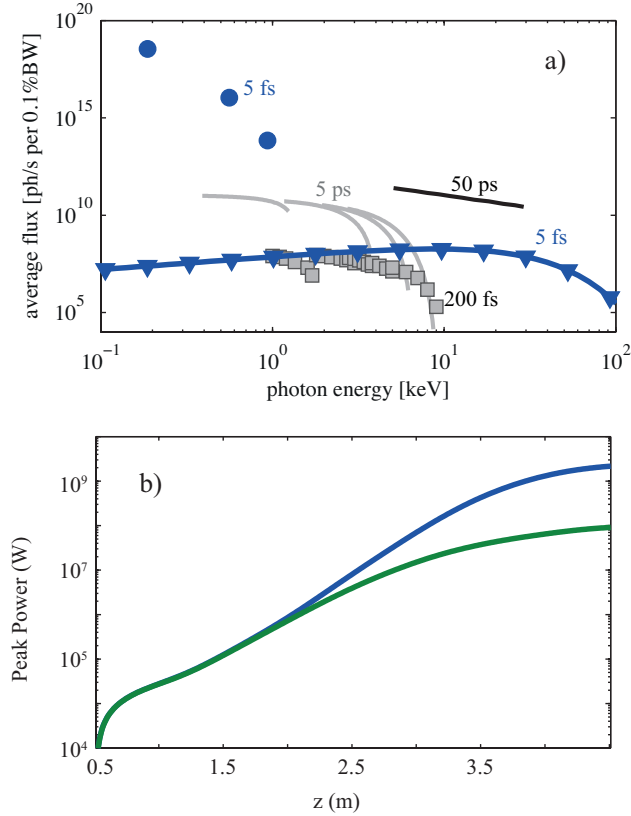 10^20
a)
5 fs
10^15
average flux [ph/s per 0.1%BW]
5 ps
50 ps
10^10
5 fs
200 fs
10^5
10^-1
10^0
10^1
10^2
photon energy [keV]
b)
10^9
Peak Power (W)
10^7
10^5
10^4
0.5
1.5
2.5
3.5
z (m)